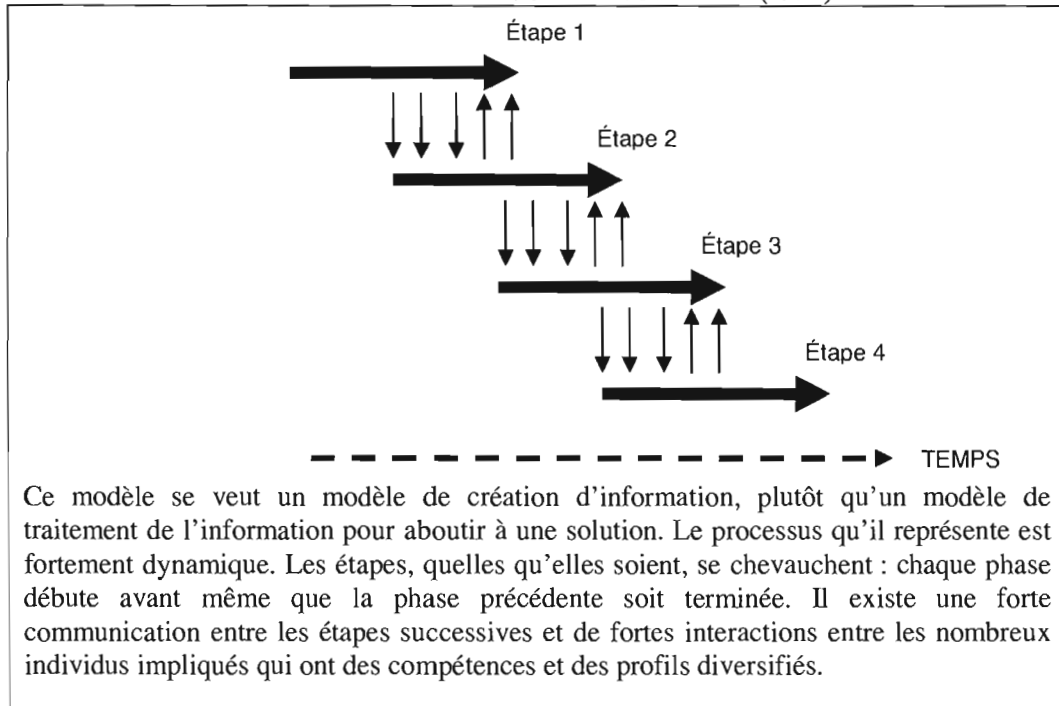 Étape 1
Étape 2
Étape 3
Étape 4
TEMPS
Ce modèle se veut un modèle de création d'information, plutôt qu'un modèle de
traitement de l'information pour aboutir à une solution. Le processus qu'il représente est
fortement dynamique. Les étapes, quelles qu'elles soient, se chevauchent : chaque phase
débute avant même que la phase précédente soit terminée. Il existe une forte
communication entre les étapes successives et de fortes interactions entre les nombreux
individus impliqués qui ont des compétences et des profils diversifiés.